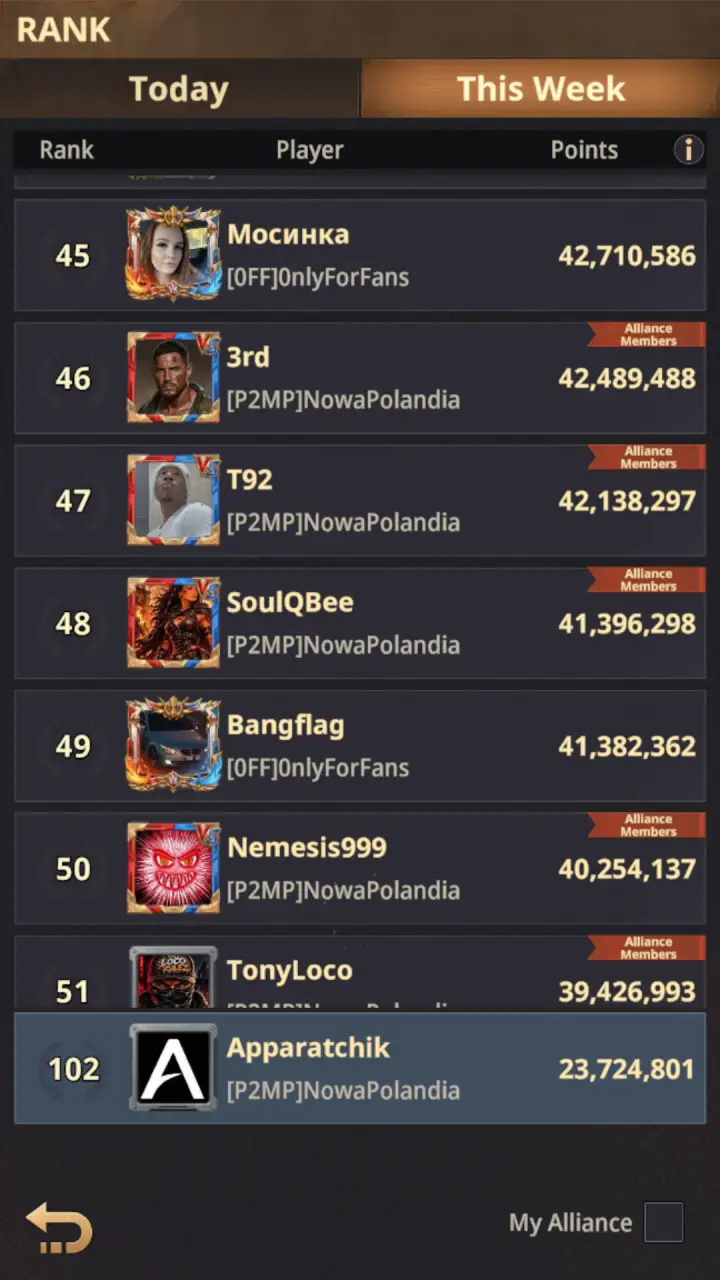 RANK
Today
This Week
Rank
Player
Points
45
Мосинка
[0FF]0nlyForFans
42,710,586
46
3rd
[P2MP]NowaPolandia
Alliance
Members
42,489,488
47
T92
[P2MP]NowaPolandia
Alliance
Members
42,138,297
48
SoulQBee
[P2MP]NowaPolandia
Alliance
Members
41,396,298
49
Bangflag
[0FF]0nlyForFans
41,382,362
50
Nemesis999
[P2MP]NowaPolandia
Alliance
Members
40,254,137
51
TonyLoco
Alliance
Members
39,426,993
102
A
Apparatchik
[P2MP]NowaPolandia
23,724,801
My Alliance